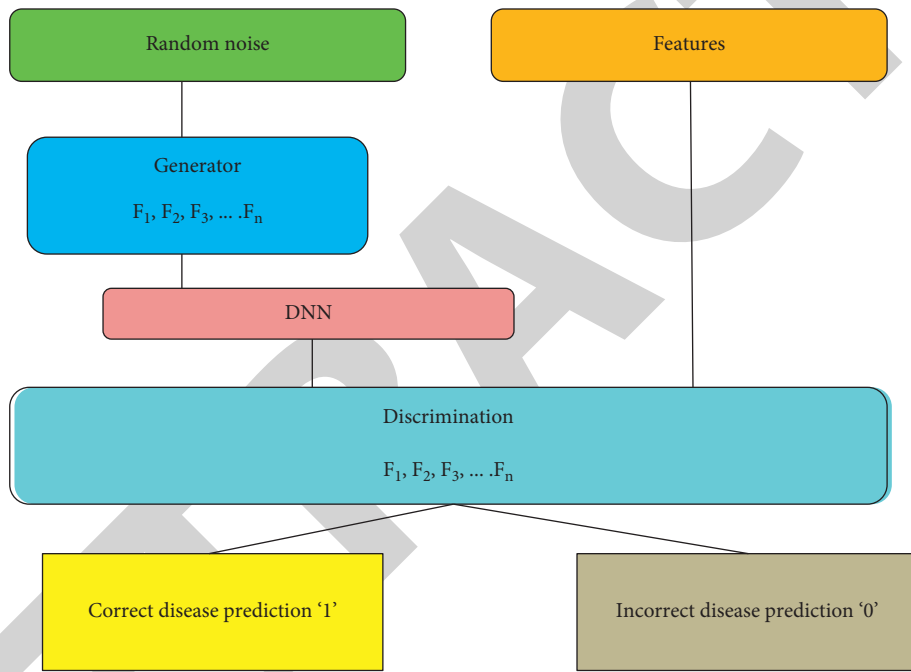 Random noise
Features
Generator
F₁, F₂, F₃, ... .Fₙ
DNN
Discrimination
F₁, F₂, F₃, ... .Fₙ
Correct disease prediction ‘1’
Incorrect disease prediction ‘0’